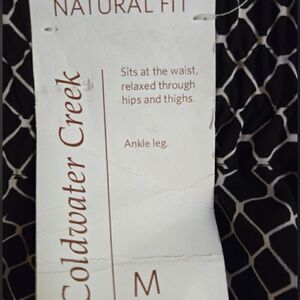 NATURAL FIT
Sits at the waist,
relaxed through
hips and thighs.
Ankle leg.
Coldwater Creek
M